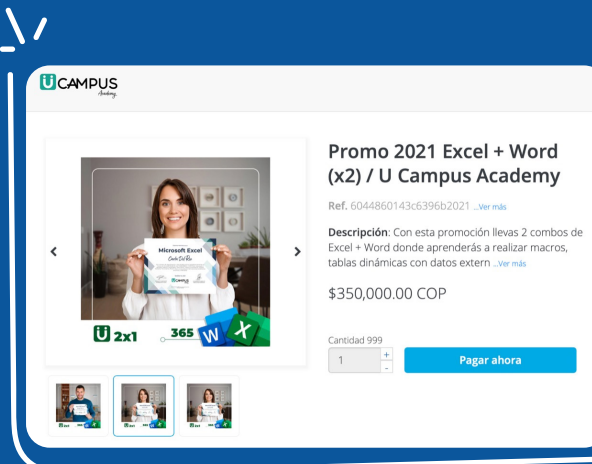 Ü CAMPUS
Academy
Promo 2021 Excel + Word
(x2) / U Campus Academy
Ref. 6044860143c6396b2021 ...Ver más
Descripción: Con esta promoción llevas 2 combos de
Excel + Word donde aprenderás a realizar macros,
tablas dinámicas con datos extern ...Ver más
$350,000.00 COP
Cantidad 999
1
+
-
Pagar ahora
Microsoft Excel
Ü 2x1
365
W
X